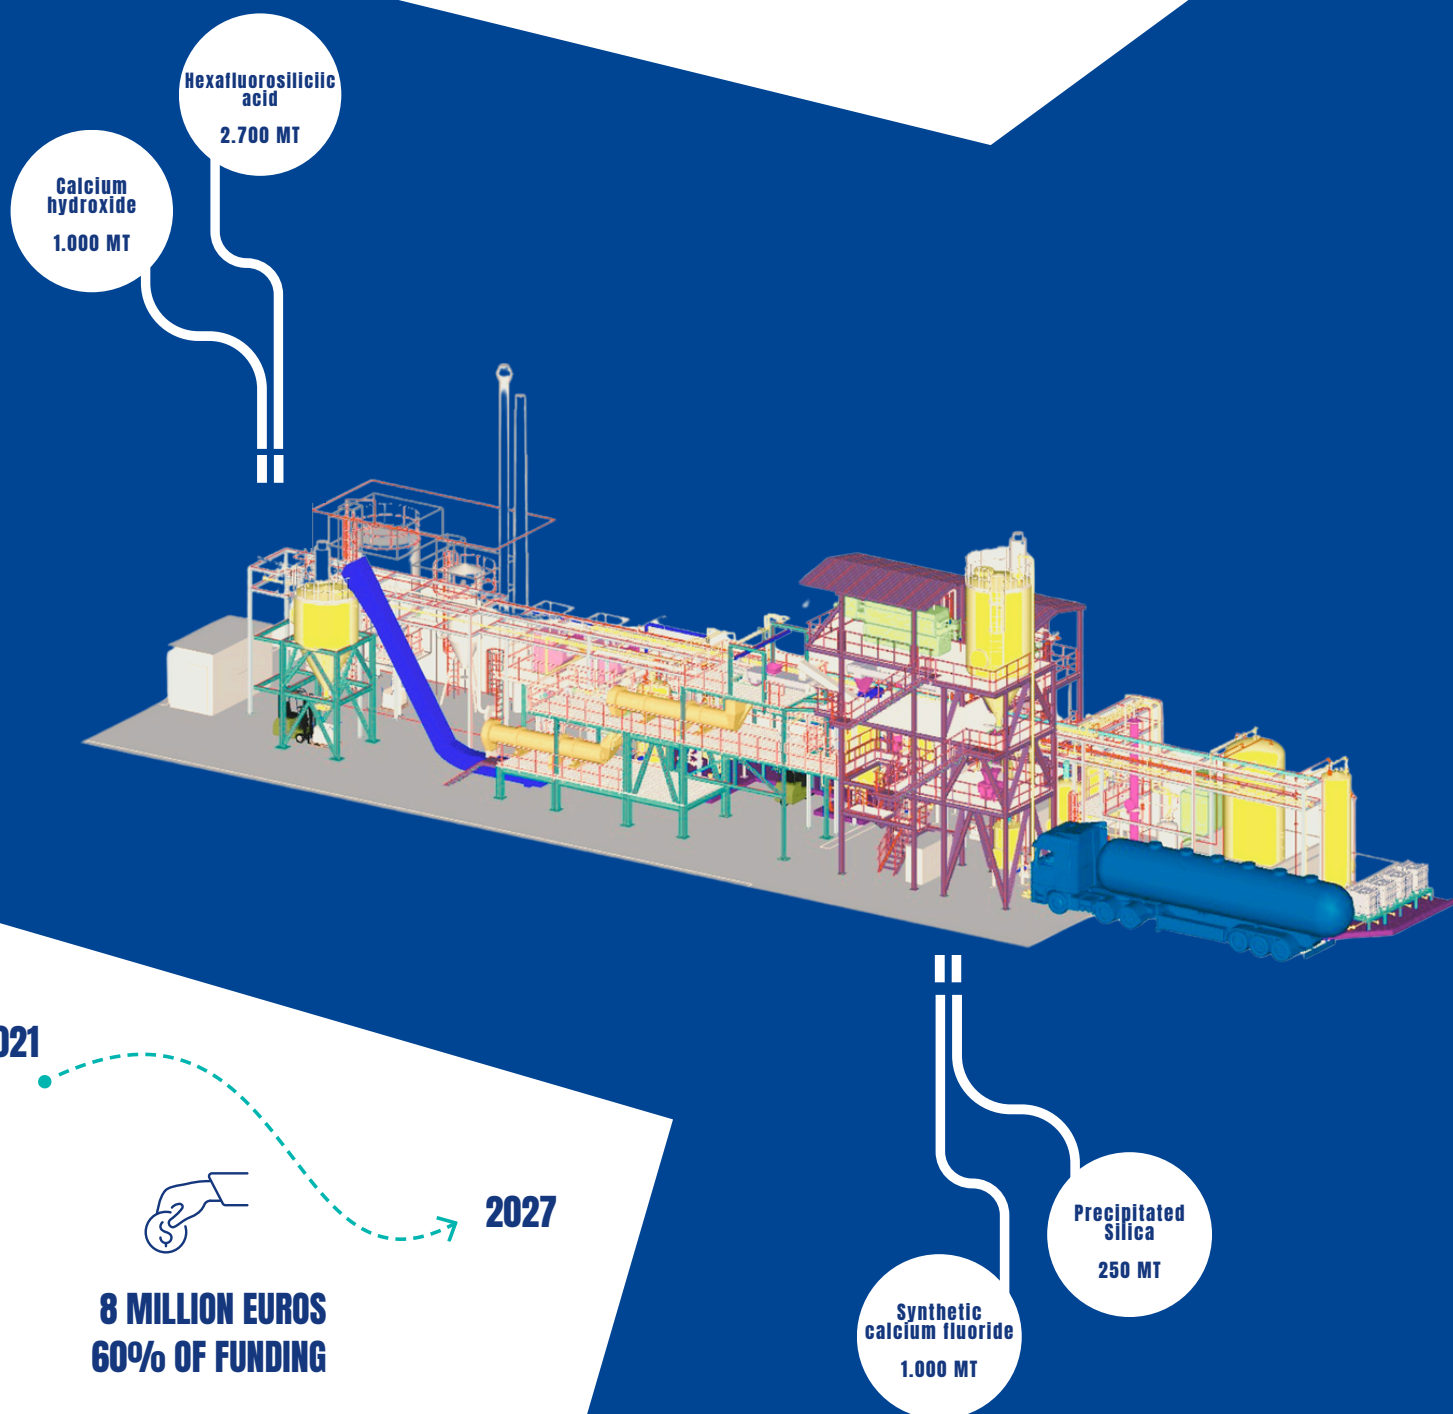 Hexafluorosiliciic
acid
2.700 MT
Calcium
hydroxide
1.000 MT
021
2027
8 MILLION EUROS
60% OF FUNDING
Precipitated
Silica
250 MT
Synthetic
calcium fluoride
1.000 MT